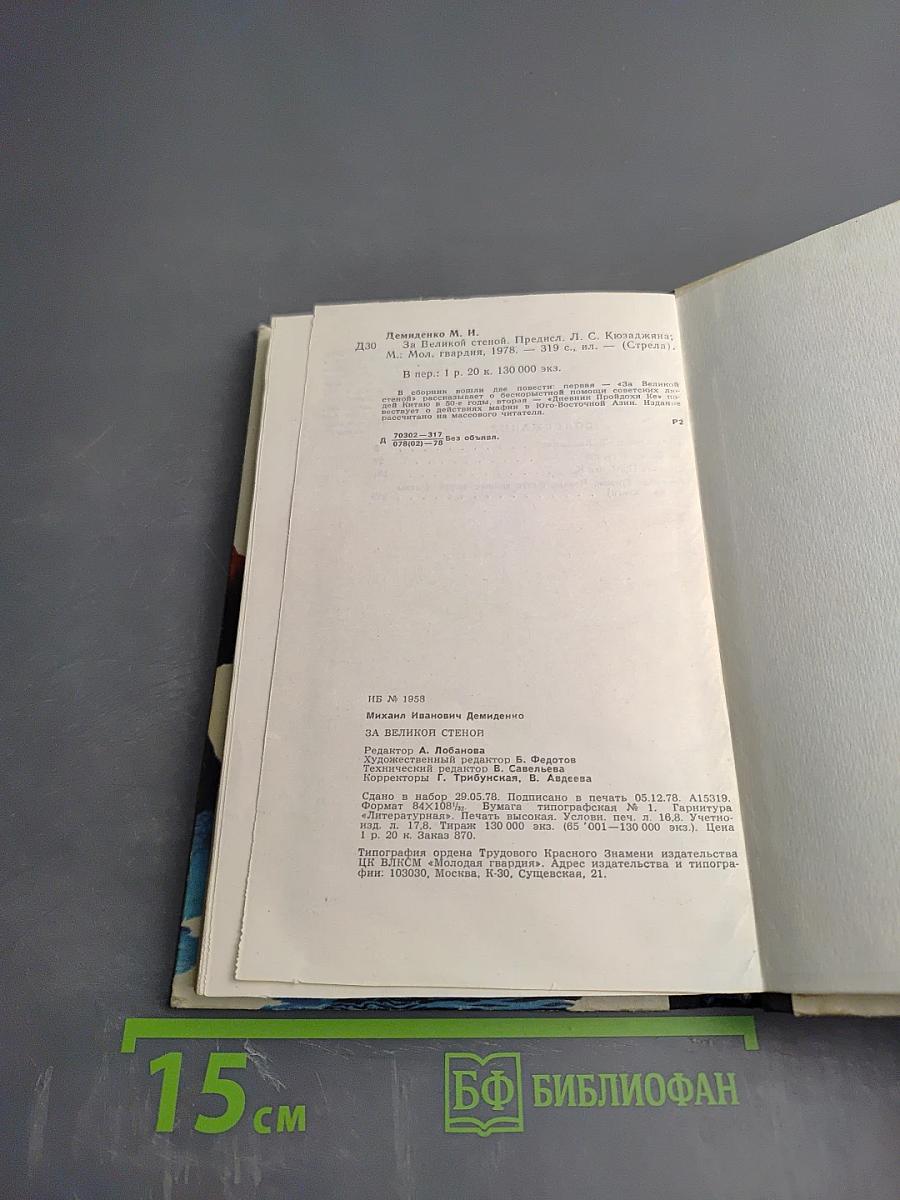 Демиденко М. И.
Д30 За Великой стеной. Предисл. Л. С. Кюзаджяна;
М.: Мол. гвардия, 1978. — 319 с., ил. — (Стрела).
В пер.: 1 р. 20 к. 130 000 экз.
В сборник вошли две повести: первая — «За Великой
стеной» рассказывает о бескорыстной помощи советских лю-
дей Китаю в 50-е годы, вторая — «Дневник Пройдохи Ке» по-
вествует о действиях мафии в Юго-Восточной Азии. Издание
рассчитано на массового читателя.
Р2
Д 70302—317
078(02)—78 Без объявл.
ИБ № 1958
Михаил Иванович Демиденко
ЗА ВЕЛИКОЙ СТЕНОЙ
Редактор А. Лобанова
Художественный редактор Б. Федотов
Технический редактор В. Савельева
Корректоры Г. Трибунская, В. Авдеева
Сдано в набор 29.05.78. Подписано в печать 05.12.78. А15319.
Формат 84×108¹/₃₂. Бумага типографская № 1. Гарнитура
«Литературная». Печать высокая. Условн. печ. л. 16,8. Учетно-
изд. л. 17,8. Тираж 130 000 экз. (65 001—130 000 экз.). Цена
1 р. 20 к. Заказ 870.
Типография ордена Трудового Красного Знамени издательства
ЦК ВЛКСМ «Молодая гвардия». Адрес издательства и типогра-
фии: 103030, Москва, К-30, Сущевская, 21.
15 см
БФ БИБЛИОФАН